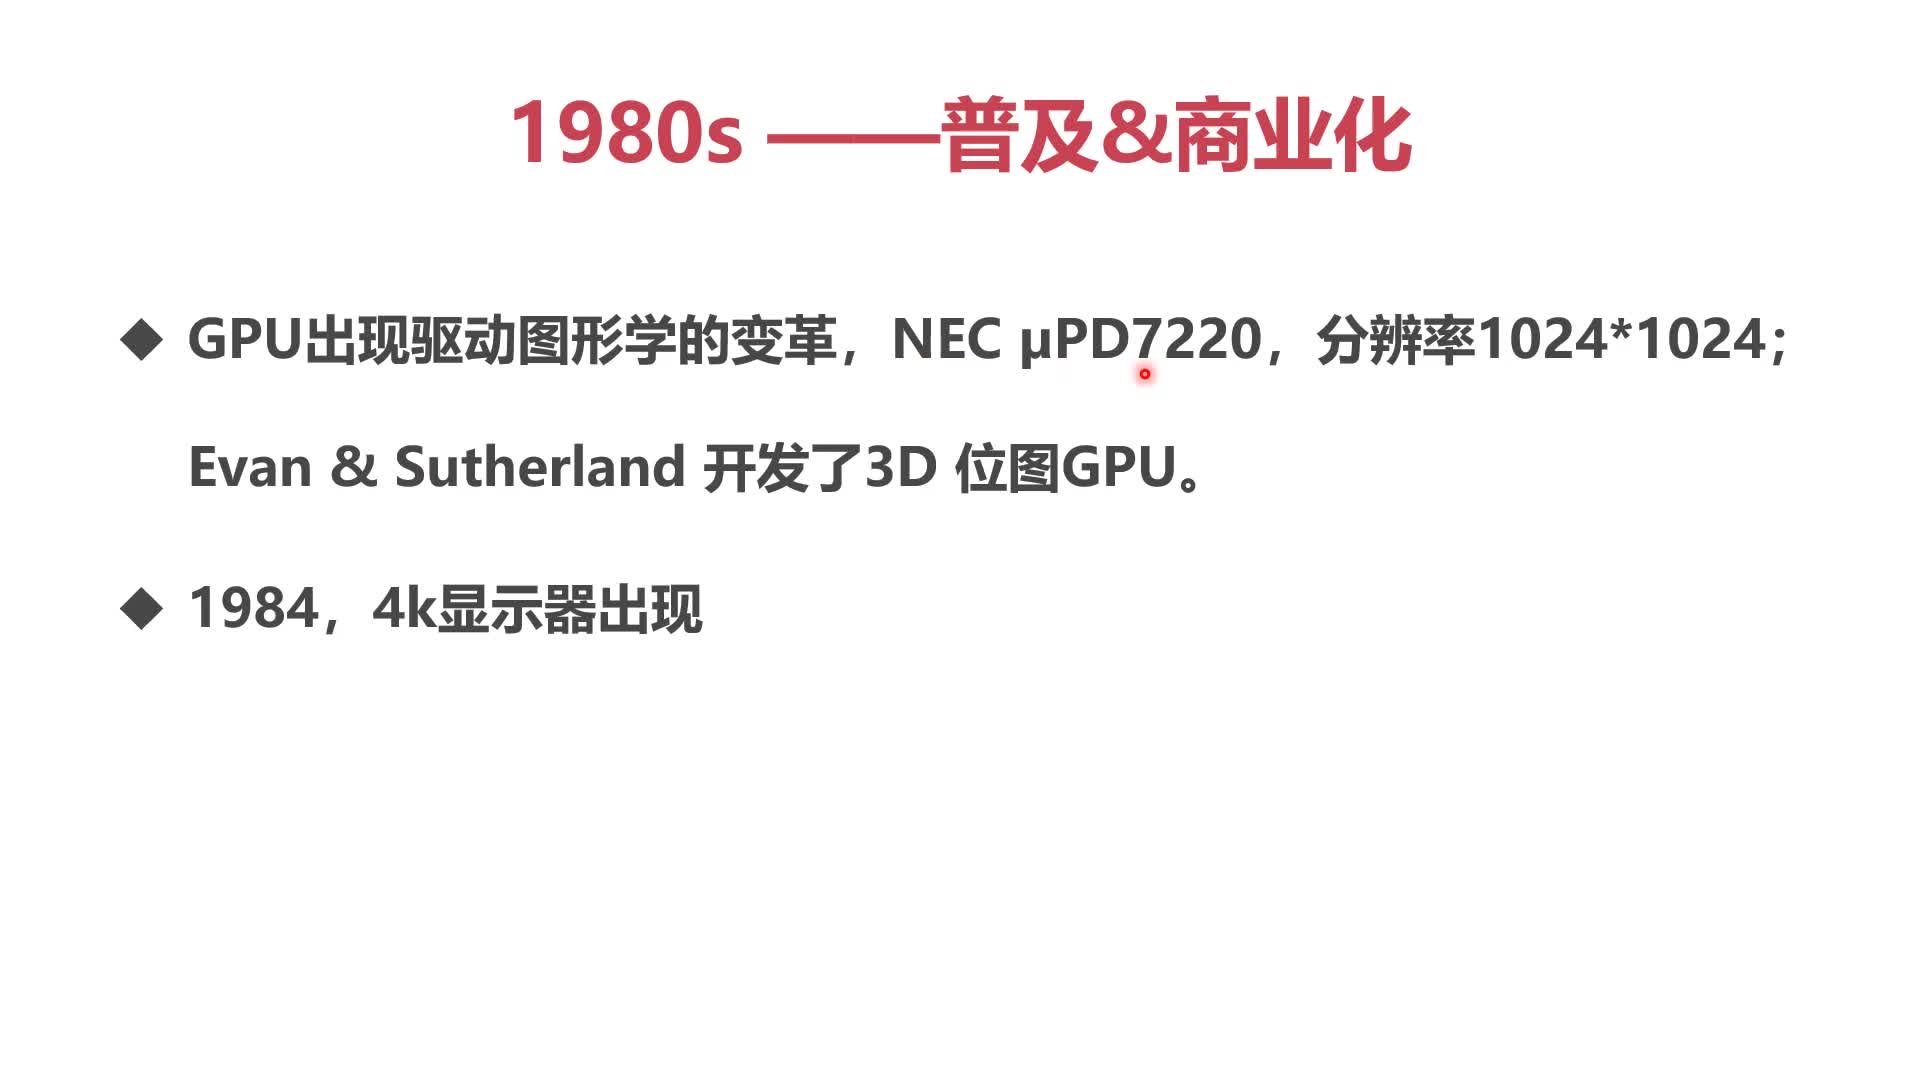 1980s ——普及&商业化
◆ GPU出现驱动图形学的变革，NEC µPD7220，分辨率1024*1024；
Evan & Sutherland 开发了3D 位图GPU。
◆ 1984，4k显示器出现